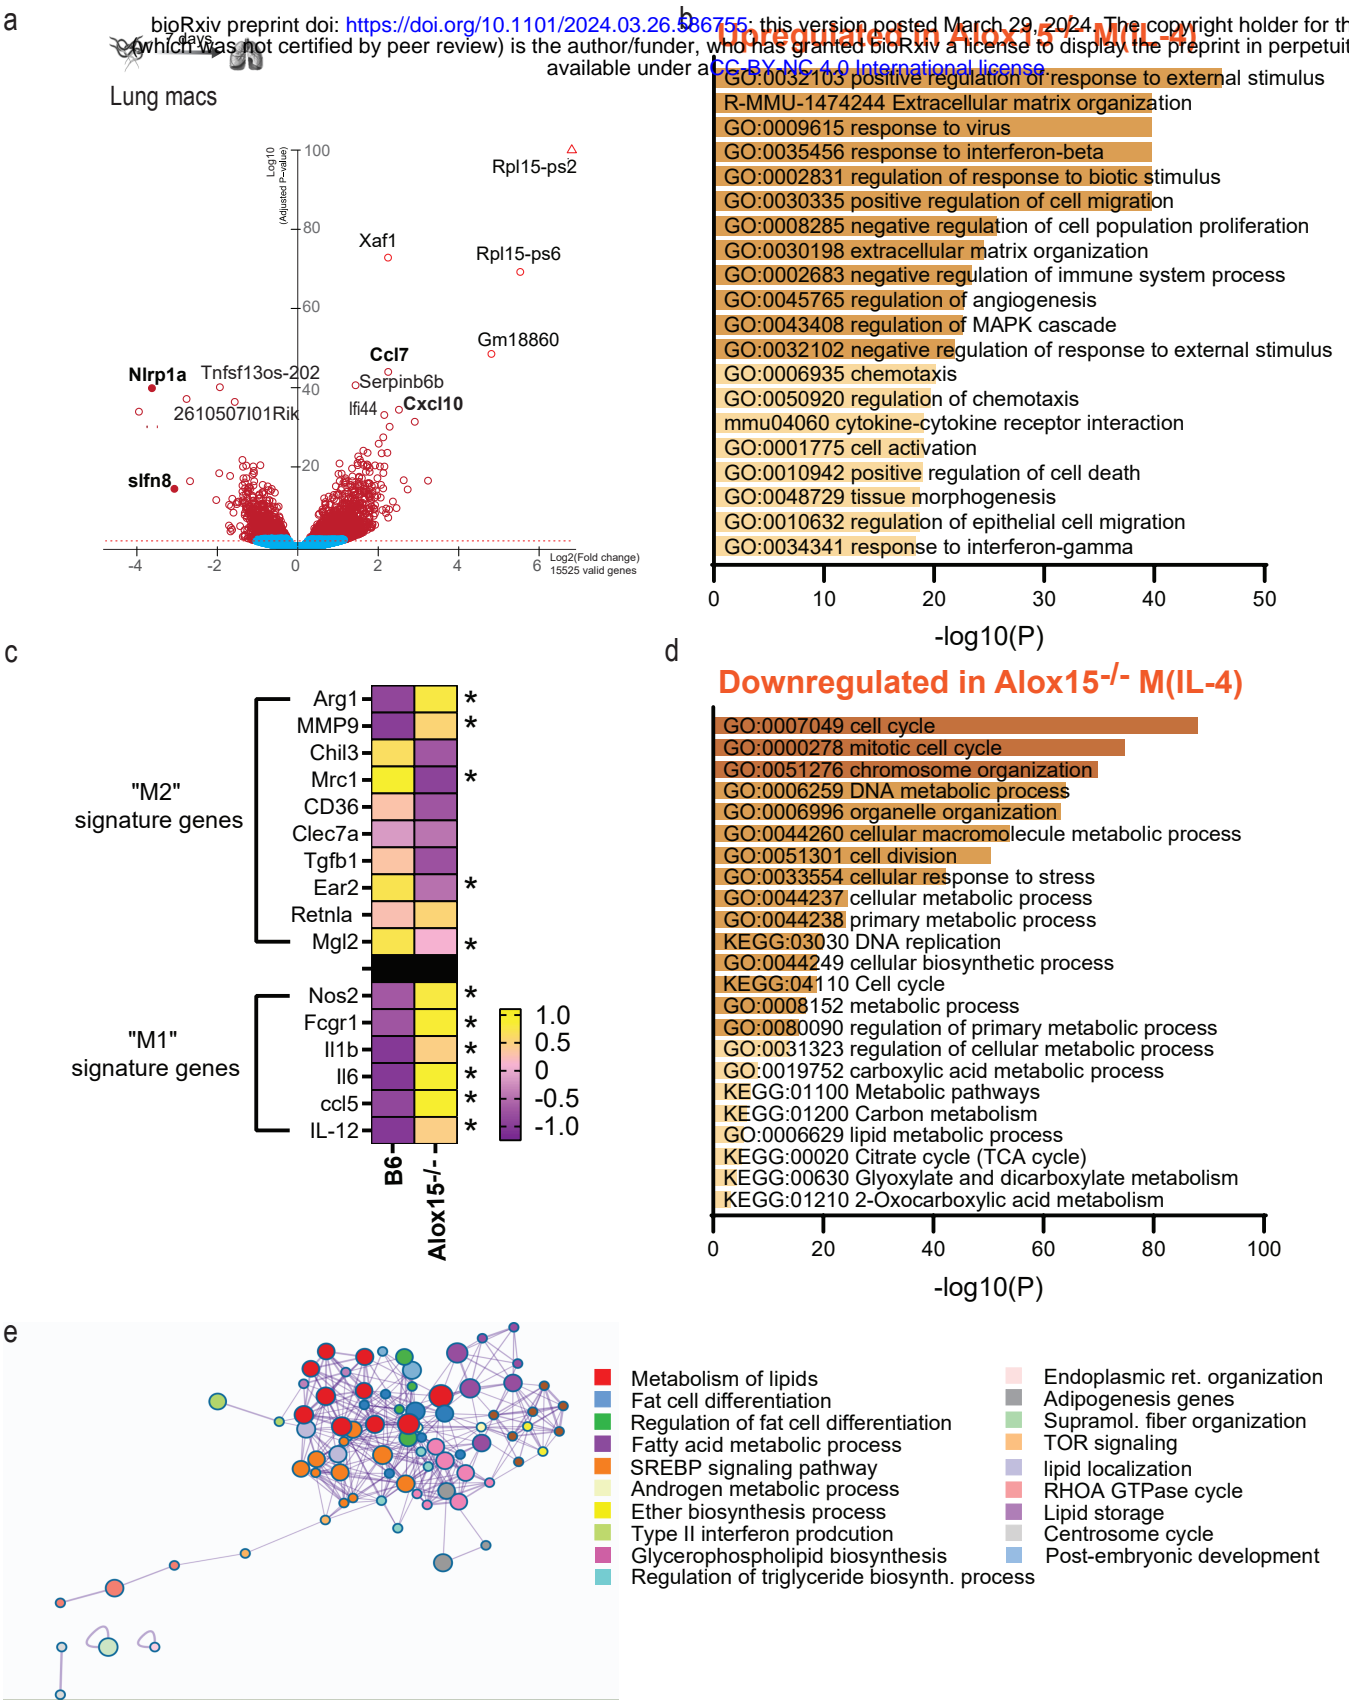 a
bioRxiv preprint doi: https://doi.org/10.1101/2024.03.26.586755; this version posted March 29, 2024. The copyright holder for th
(which was not certified by peer review) is the author/funder, who has granted bioRxiv a license to display the preprint in perpetuit
available under aCC-BY-NC 4.0 International license.
7 days
Lung macs
Log10
(Adjusted P-value)
100
80
60
40
20
Rpl15-ps2
Xaf1
Rpl15-ps6
Gm18860
Ccl7
Nlrp1a
Tnfsf13os-202
Serpinb6b
2610507I01Rik
Ifi44
Cxcl10
slfn8
-4
-2
0
2
4
6
Log2(Fold change)
15525 valid genes
b
Upregulated in Alox15-/- M(IL-4)
GO:0032103 positive regulation of response to external stimulus
R-MMU-1474244 Extracellular matrix organization
GO:0009615 response to virus
GO:0035456 response to interferon-beta
GO:0002831 regulation of response to biotic stimulus
GO:0030335 positive regulation of cell migration
GO:0008285 negative regulation of cell population proliferation
GO:0030198 extracellular matrix organization
GO:0002683 negative regulation of immune system process
GO:0045765 regulation of angiogenesis
GO:0043408 regulation of MAPK cascade
GO:0032102 negative regulation of response to external stimulus
GO:0006935 chemotaxis
GO:0050920 regulation of chemotaxis
mmu04060 cytokine-cytokine receptor interaction
GO:0001775 cell activation
GO:0010942 positive regulation of cell death
GO:0048729 tissue morphogenesis
GO:0010632 regulation of epithelial cell migration
GO:0034341 response to interferon-gamma
0 10 20 30 40 50
-log10(P)
c
"M2"
signature genes
Arg1 *
MMP9 *
Chil3
Mrc1 *
CD36
Clec7a
Tgfb1
Ear2 *
Retnla
Mgl2 *
"M1"
signature genes
Nos2 *
Fcgr1 *
Il1b *
Il6 *
ccl5 *
IL-12 *
B6
Alox15-/-
1.0
0.5
0
-0.5
-1.0
d
Downregulated in Alox15-/- M(IL-4)
GO:0007049 cell cycle
GO:0000278 mitotic cell cycle
GO:0051276 chromosome organization
GO:0006259 DNA metabolic process
GO:0006996 organelle organization
GO:0044260 cellular macromolecule metabolic process
GO:0051301 cell division
GO:0033554 cellular response to stress
GO:0044237 cellular metabolic process
GO:0044238 primary metabolic process
KEGG:03030 DNA replication
GO:0044249 cellular biosynthetic process
KEGG:04110 Cell cycle
GO:0008152 metabolic process
GO:0080090 regulation of primary metabolic process
GO:0031323 regulation of cellular metabolic process
GO:0019752 carboxylic acid metabolic process
KEGG:01100 Metabolic pathways
KEGG:01200 Carbon metabolism
GO:0006629 lipid metabolic process
KEGG:00020 Citrate cycle (TCA cycle)
KEGG:00630 Glyoxylate and dicarboxylate metabolism
KEGG:01210 2-Oxocarboxylic acid metabolism
0 20 40 60 80 100
-log10(P)
e
Metabolism of lipids
Fat cell differentiation
Regulation of fat cell differentiation
Fatty acid metabolic process
SREBP signaling pathway
Androgen metabolic process
Ether biosynthesis process
Type II interferon prodcution
Glycerophospholipid biosynthesis
Regulation of triglyceride biosynth. process
Endoplasmic ret. organization
Adipogenesis genes
Supramol. fiber organization
TOR signaling
lipid localization
RHOA GTPase cycle
Lipid storage
Centrosome cycle
Post-embryonic development